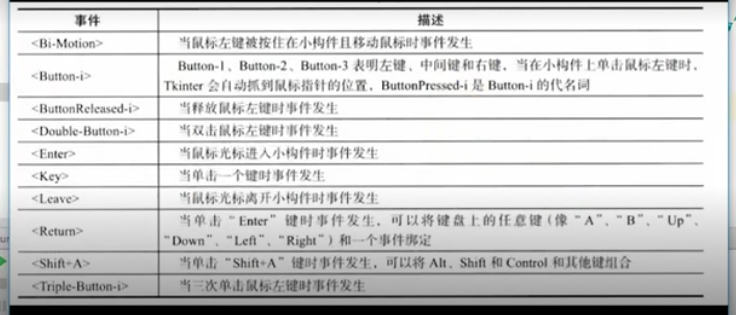 事件 描述
<Bi-Motion> 当鼠标左键被按住在小构件且移动鼠标时事件发生
<Button-i> Button-1、Button-2、Button-3 表明左键、中间键和右键，当在小构件上单击鼠标左键时，
Tkinter 会自动抓到鼠标指针的位置，ButtonPressed-i 是 Button-i 的代名词
<ButtonReleased-i> 当释放鼠标左键时事件发生
<Double-Button-i> 当双击鼠标左键时事件发生
<Enter> 当鼠标光标进入小构件时事件发生
<Key> 当单击一个键时事件发生
<Leave> 当鼠标光标离开小构件时事件发生
<Return> 当单击“Enter”键时事件发生，可以将键盘上的任意键(像“A”、“B”、“Up”、
“Down”、“Left”、“Right”) 和一个事件绑定
<Shift+A> 当单击“Shift+A”键时事件发生，可以将 Alt、Shift 和 Control 和其他键组合
<Triple-Button-i> 当三次单击鼠标左键时事件发生